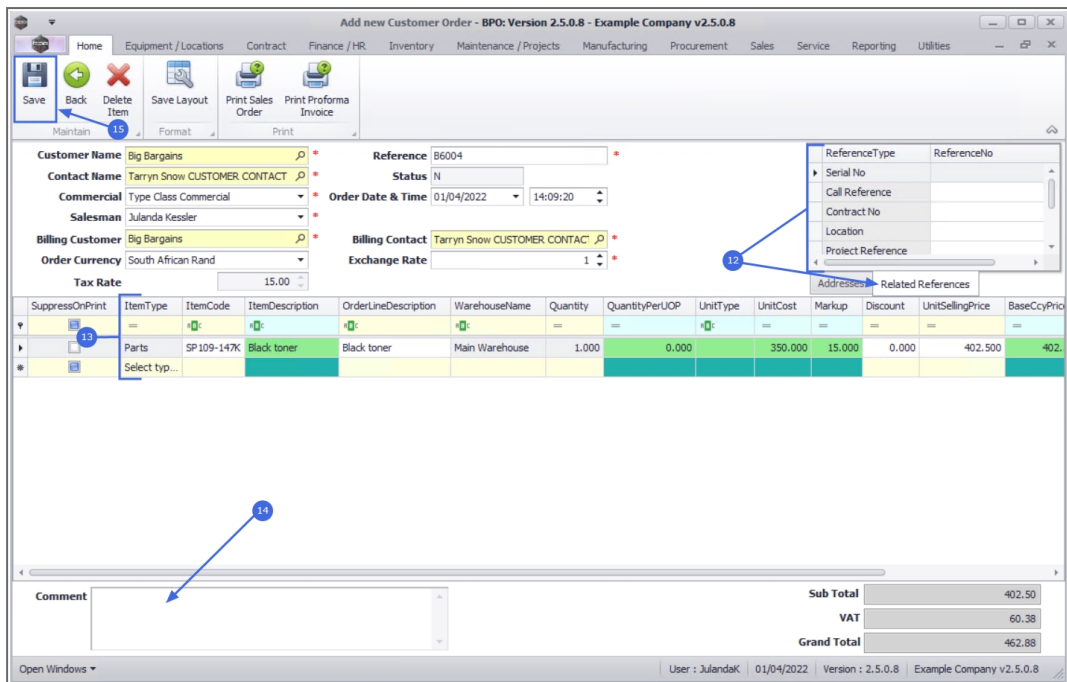 Add new Customer Order - BPO: Version 2.5.0.8 - Example Company v2.5.0.8
Home Equipment / Locations Contract Finance / HR Inventory Maintenance / Projects Manufacturing Procurement Sales Service Reporting Utilities
Save Back Delete Item Save Layout Print Sales Order Print Proforma Invoice
Maintain 15 Format Print
Customer Name Big Bargains * Reference B6004 *
Contact Name Tarryn Snow CUSTOMER CONTACT * Status N
Commercial Type Class Commercial * Order Date & Time 01/04/2022 14:09:20
Salesman Julanda Kessler *
Billing Customer Big Bargains * Billing Contact Tarryn Snow CUSTOMER CONTAC *
Order Currency South African Rand Exchange Rate 1 *
Tax Rate 15.00
ReferenceType ReferenceNo
Serial No
Call Reference
Contract No
Location
Project Reference
12
Addresses Related References
SuppressOnPrint ItemType ItemCode ItemDescription OrderLineDescription WarehouseName Quantity QuantityPerUOP UnitType UnitCost Markup Discount UnitSellingPrice BaseCcyPric
13
Parts SP109-147K Black toner Black toner Main Warehouse 1.000 0.000 350.000 15.000 0.000 402.500 402.
Select typ...
14
Comment
Sub Total 402.50
VAT 60.38
Grand Total 462.88
Open Windows User : JulandaK 01/04/2022 Version : 2.5.0.8 Example Company v2.5.0.8